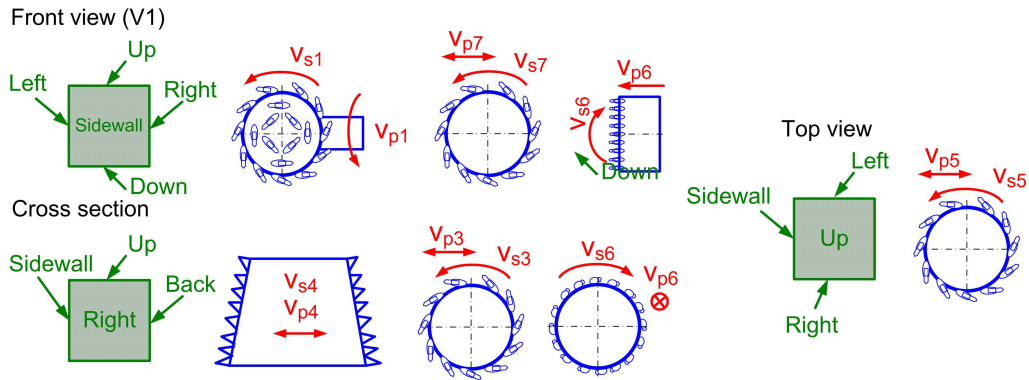 Front view (V1)
Up
Left
Right
Sidewall
Down
vs1
vp1
vp7
vs7
vp6
vs6
Down
Cross section
Up
Sidewall
Back
Right
vs4
vp4
vp3
vs3
vs6
vp6
Top view
Left
Sidewall
Up
Right
vp5
vs5